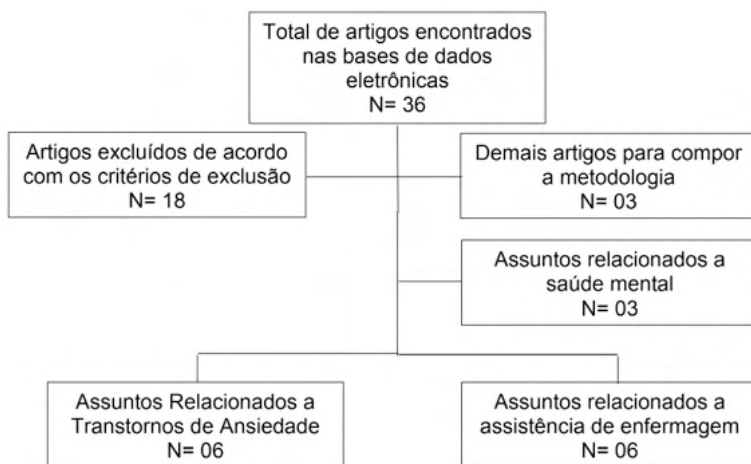 Total de artigos encontrados
nas bases de dados
eletrônicas
N= 36
Artigos excluídos de acordo
com os critérios de exclusão
N= 18
Demais artigos para compor
a metodologia
N= 03
Assuntos relacionados a
saúde mental
N= 03
Assuntos Relacionados a
Transtornos de Ansiedade
N= 06
Assuntos relacionados a
assistência de enfermagem
N= 06